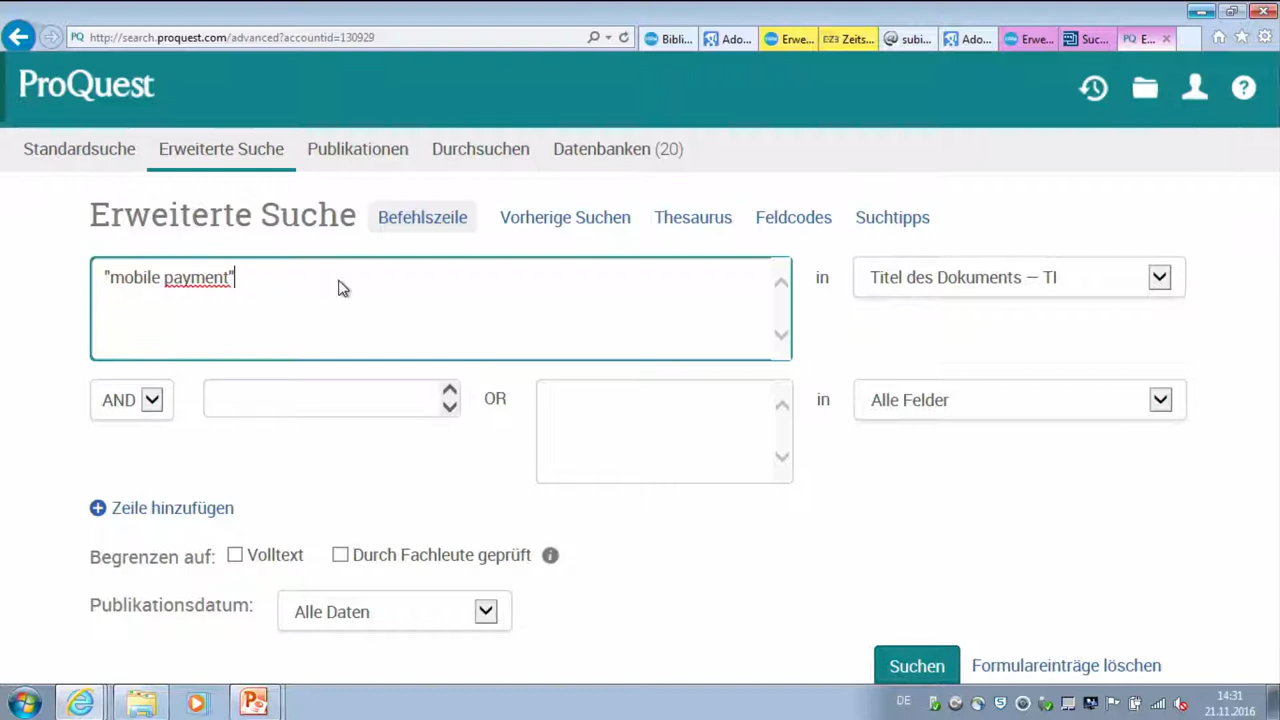 http://search.proquest.com/advanced?accountid=130929
Bibli...
Ado...
Erwe...
EZB Zeits...
subi...
Ado...
Erwe...
Suc...
PQ E...
ProQuest
Standardsuche Erweiterte Suche Publikationen Durchsuchen Datenbanken (20)
Erweiterte Suche Befehlszeile Vorherige Suchen Thesaurus Feldcodes Suchtipps
"mobile payment" in Titel des Dokuments – TI
AND OR in Alle Felder
Zeile hinzufügen
Begrenzen auf: Volltext Durch Fachleute geprüft
Publikationsdatum: Alle Daten
Suchen Formulareinträge löschen
DE
14:31
21.11.2016